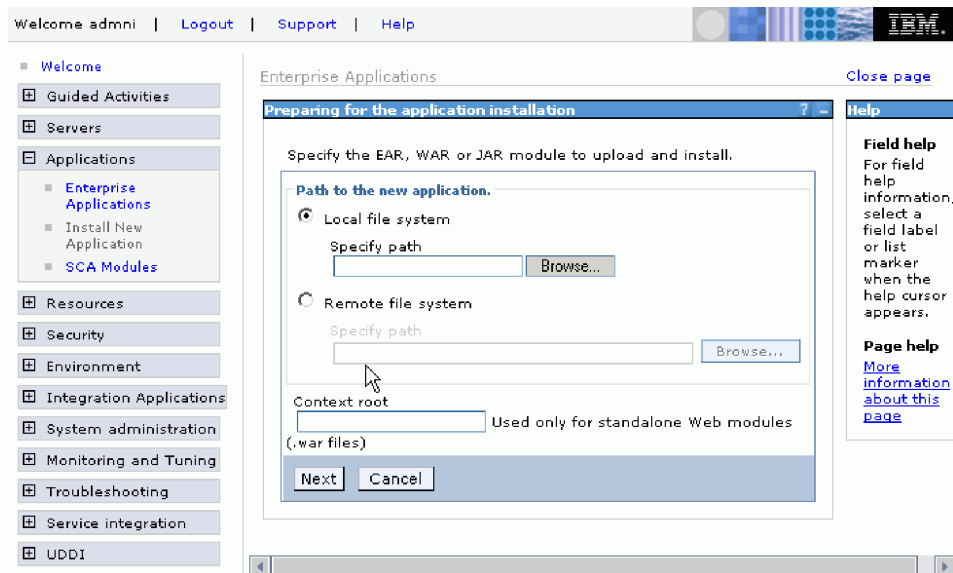 Welcome admni | Logout | Support | Help
IBM.
Welcome
Guided Activities
Servers
Applications
Enterprise
Applications
Install New
Application
SCA Modules
Resources
Security
Environment
Integration Applications
System administration
Monitoring and Tuning
Troubleshooting
Service integration
UDDI
Enterprise Applications
Close page
Preparing for the application installation ? –
Specify the EAR, WAR or JAR module to upload and install.
Path to the new application.
Local file system
Specify path
Browse...
Remote file system
Specify path
Browse...
Context root
Used only for standalone Web modules
(.war files)
Next Cancel
Help
Field help
For field
help
information,
select a
field label
or list
marker
when the
help cursor
appears.
Page help
More
information
about this
page